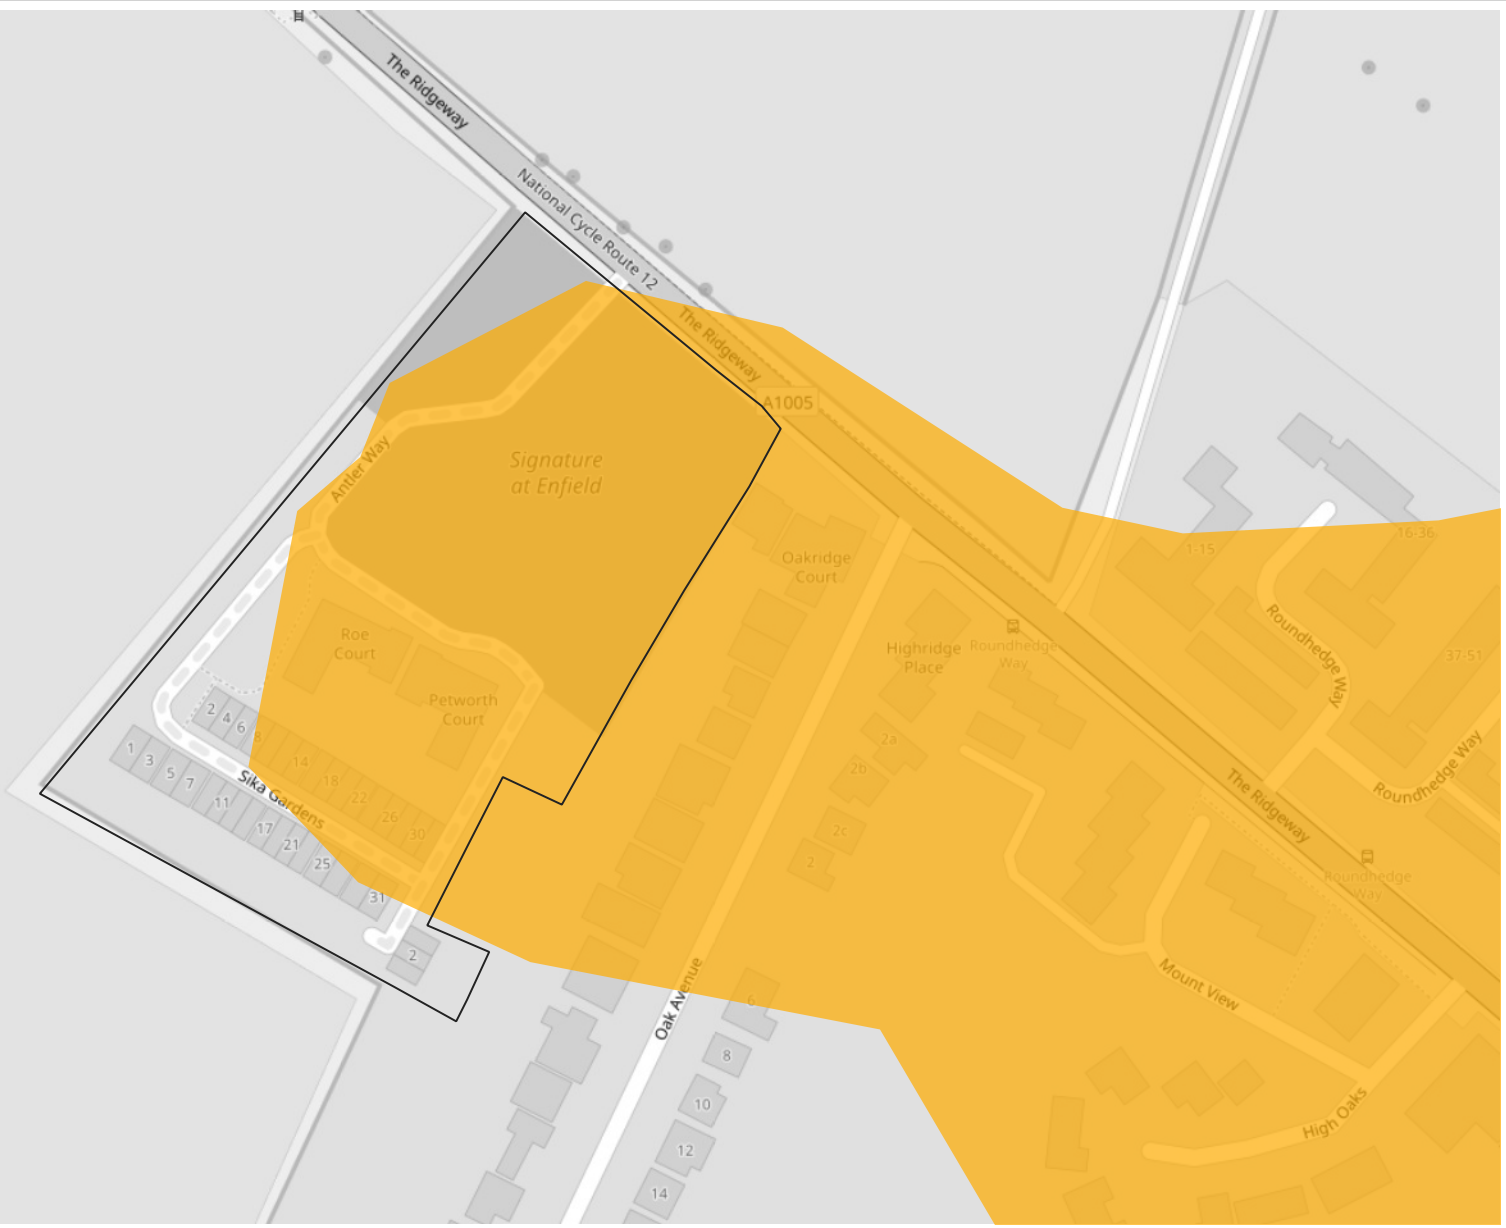 The Ridgeway
National Cycle Route 12
The Ridgeway
A1005
Signature
at Enfield
Antler Way
Oakridge
Court
1-15
16-36
Roundhedge Way
37-51
Roe
Court
Highridge
Place
Roundhedge
Way
Petworth
Court
2
4
6
8
14
18
22
26
30
1
3
5
7
11
17
21
25
31
Sika Gardens
2
2a
2b
2c
2
Roundhedge Way
The Ridgeway
Roundhedge
Way
Oak Avenue
Mount View
High Oaks
6
8
10
12
14